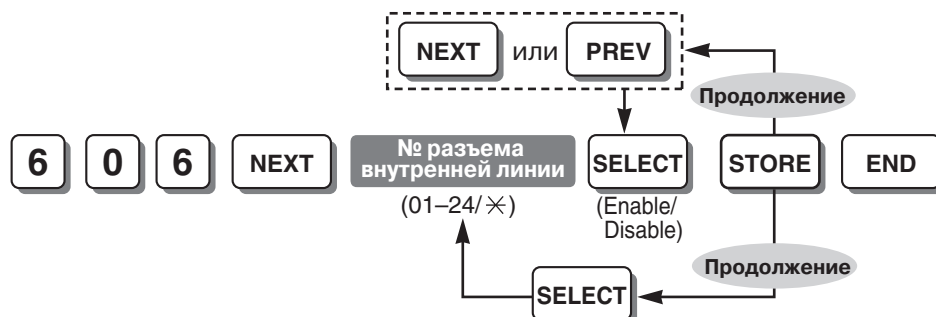 NEXT или PREV
Продолжение
6 0 6 NEXT № разъема внутренней линии SELECT STORE END
(01–24/✳)
(Enable/
Disable)
Продолжение
SELECT